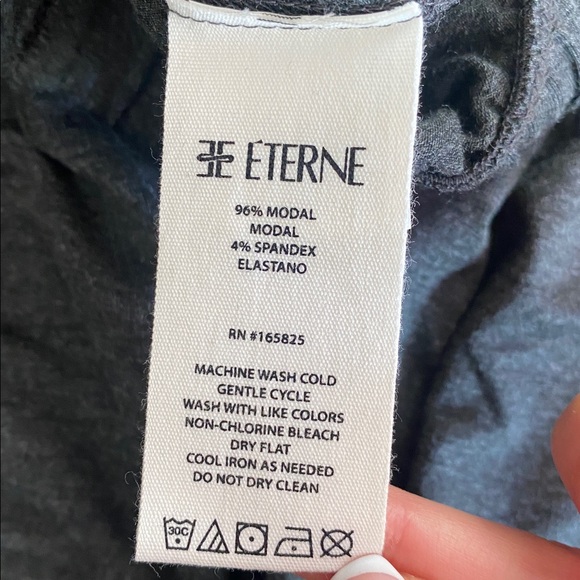 ÉTERNE
96% MODAL
MODAL
4% SPANDEX
ELASTANO
RN #165825
MACHINE WASH COLD
GENTLE CYCLE
WASH WITH LIKE COLORS
NON-CHLORINE BLEACH
DRY FLAT
COOL IRON AS NEEDED
DO NOT DRY CLEAN
30C